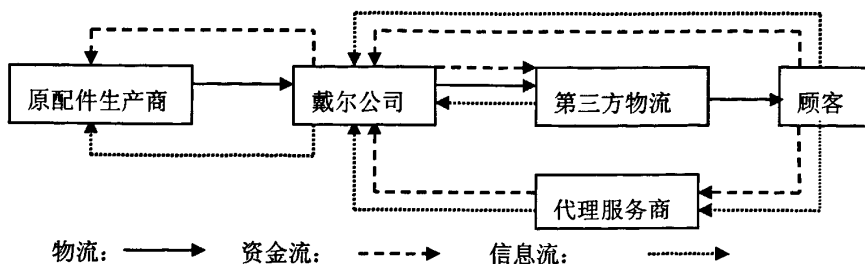 原配件生产商 戴尔公司 第三方物流 顾客
代理服务商
物流： 资金流： 信息流：